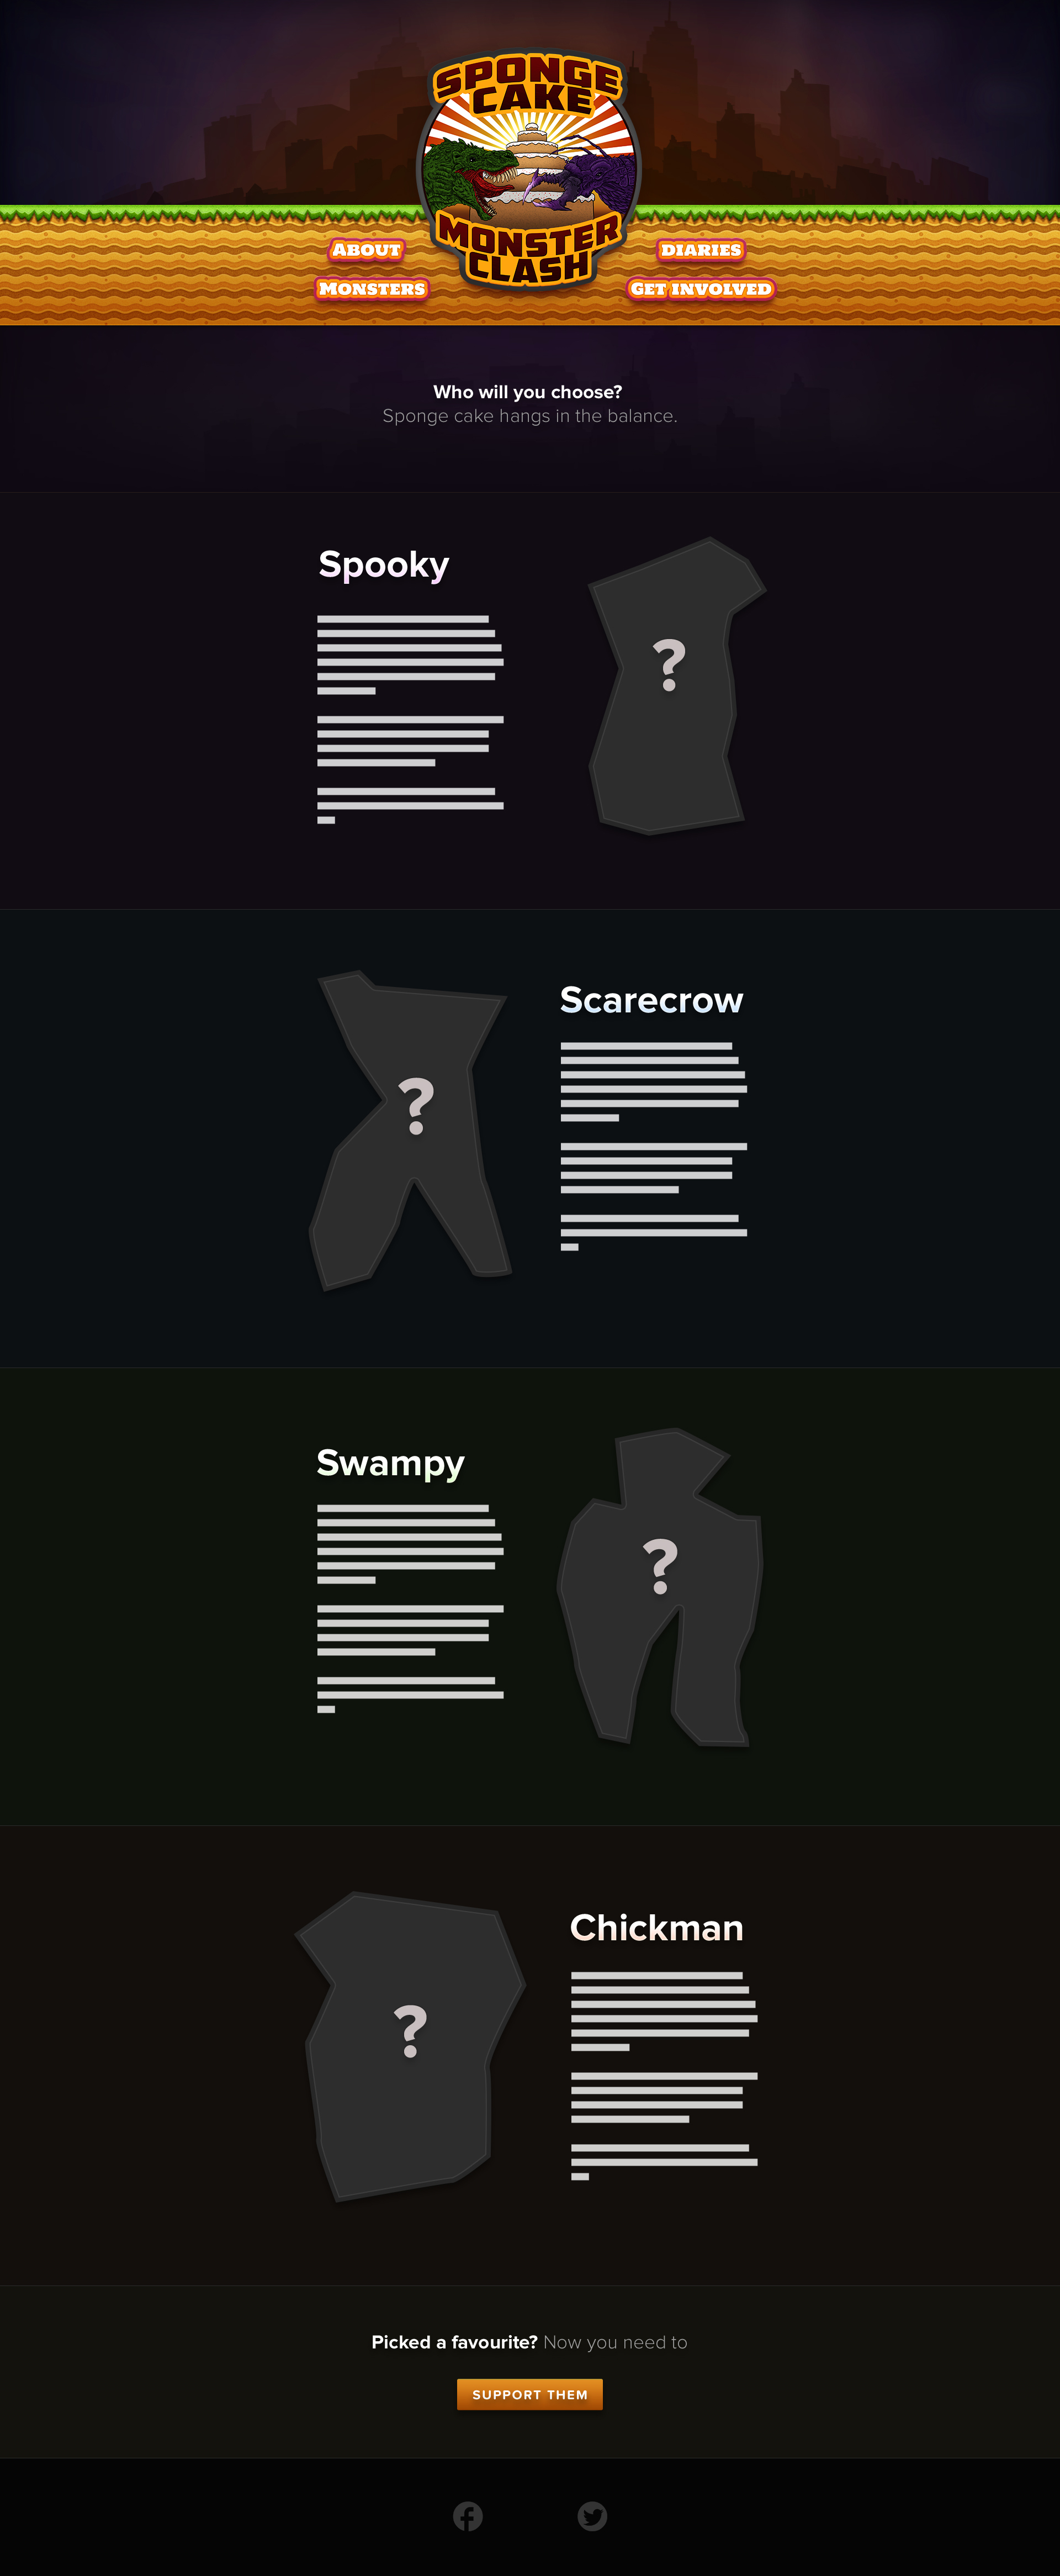 SPONGE
CAKE
MONSTER
CLASH
ABOUT
DIARIES
MONSTERS
GET INVOLVED
Who will you choose?
Sponge cake hangs in the balance.
Spooky
?
Scarecrow
?
Swampy
?
Chickman
?
Picked a favourite? Now you need to
SUPPORT THEM